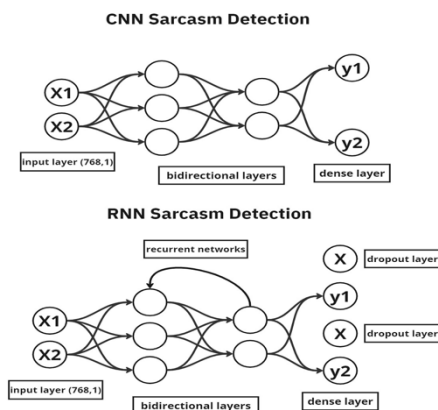 CNN Sarcasm Detection
X1
X2
y1
y2
input layer (768,1)
bidirectional layers
dense layer
RNN Sarcasm Detection
recurrent networks
X
dropout layer
X1
X2
y1
X
dropout layer
y2
input layer (768,1)
bidirectional layers
dense layer